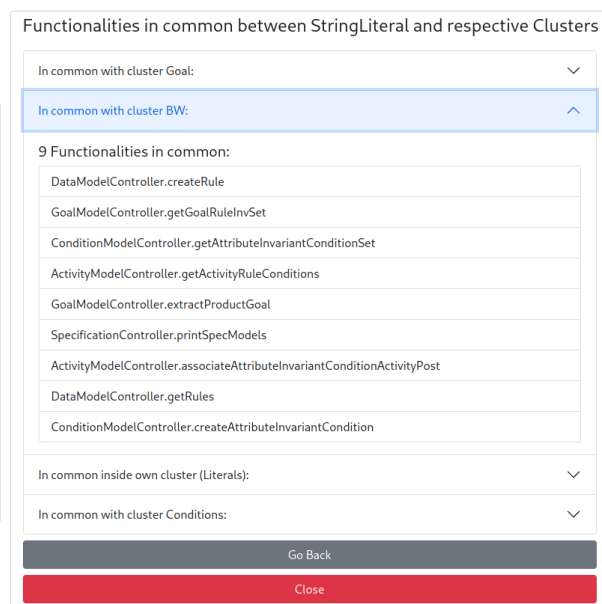 Functionalities in common between StringLiteral and respective Clusters
In common with cluster Goal:
In common with cluster BW:
9 Functionalities in common:
DataModelController.createRule
GoalModelController.getGoalRuleInvSet
ConditionModelController.getAttributeInvariantConditionSet
ActivityModelController.getActivityRuleConditions
GoalModelController.extractProductGoal
SpecificationController.printSpecModels
ActivityModelController.associateAttributeInvariantConditionActivityPost
DataModelController.getRules
ConditionModelController.createAttributeInvariantCondition
In common inside own cluster (Literals):
In common with cluster Conditions:
Go Back
Close